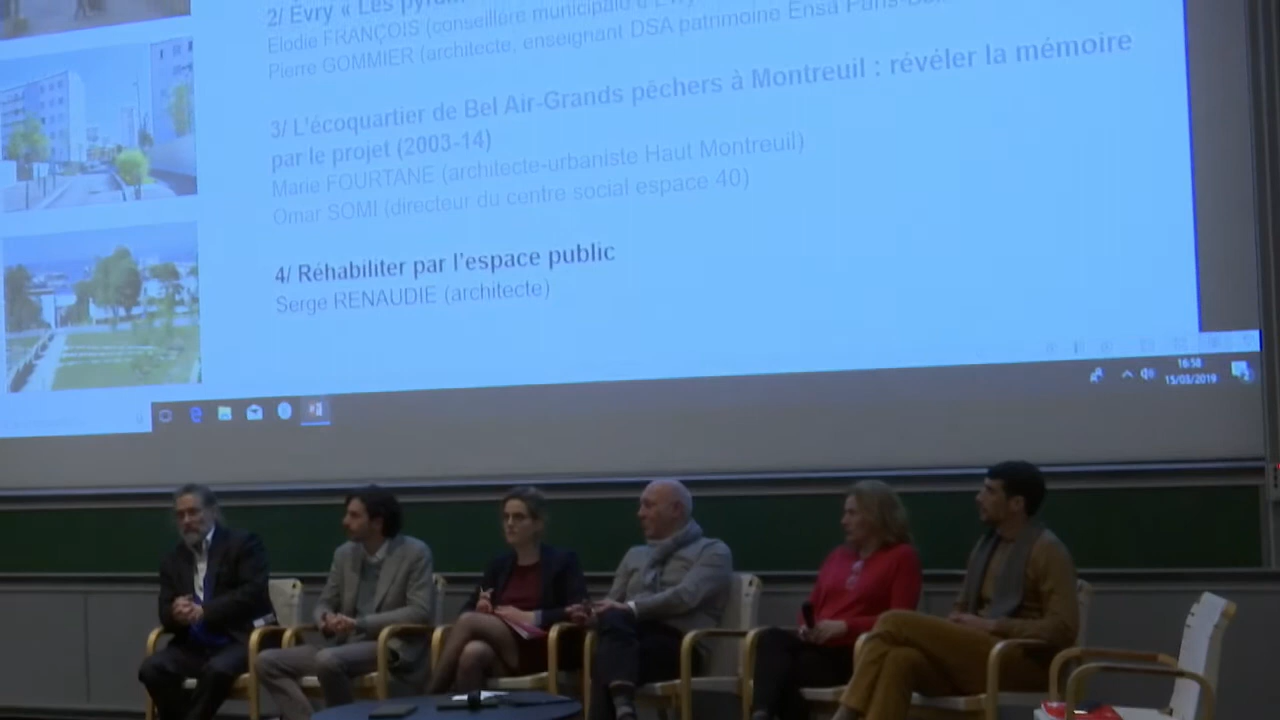 2/ Evry « Les
Elodie FRANÇOIS (conseillère municipale d'Evry
Pierre GOMMIER (architecte, enseignant DSA patrimoine Ensa
3/ L'écoquartier de Bel Air-Grands pêchers à Montreuil : révéler la mémoire
par le projet (2003-14)
Marie FOURTANE (architecte-urbaniste Haut Montreuil)
Omar SOMI (directeur du centre social espace 40)
4/ Réhabiliter par l'espace public
Serge RENAUDIE (architecte)
16:58
15/03/2019